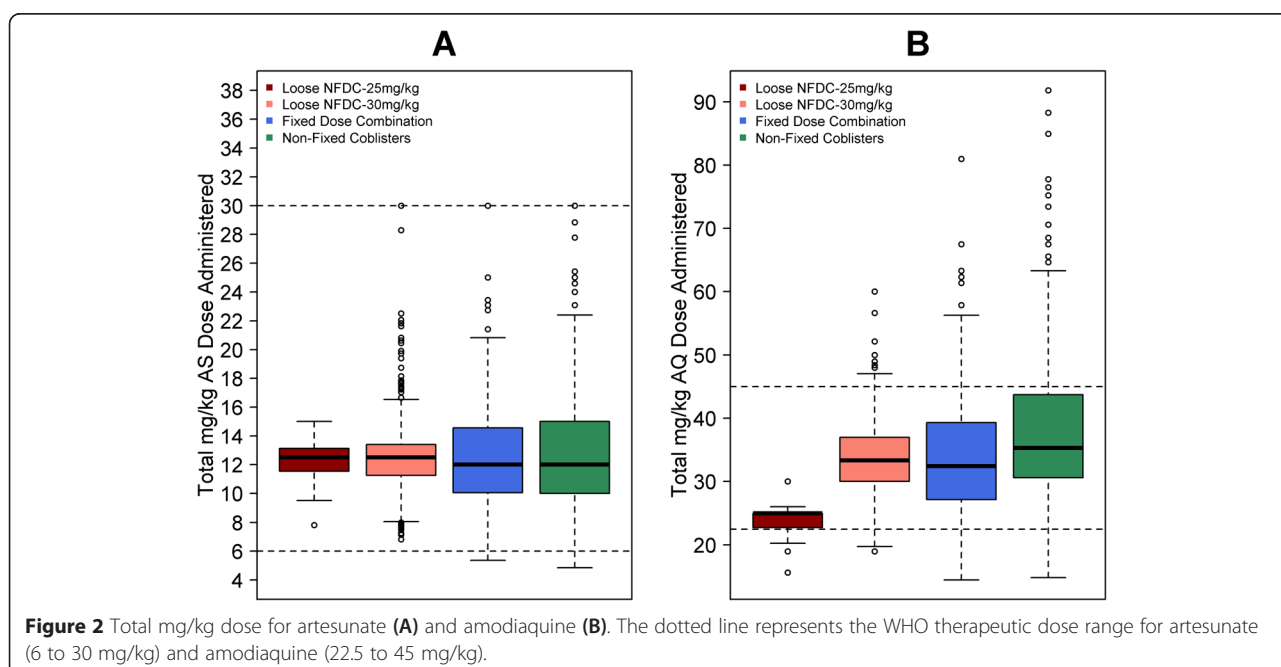 A
Total mg/kg AS Dose Administered
38
36
34
32
30
28
26
24
22
20
18
16
14
12
10
8
6
4
Loose NFDC-25mg/kg
Loose NFDC-30mg/kg
Fixed Dose Combination
Non-Fixed Coblisters
B
Total mg/kg AQ Dose Administered
90
80
70
60
50
40
30
20
Loose NFDC-25mg/kg
Loose NFDC-30mg/kg
Fixed Dose Combination
Non-Fixed Coblisters
Figure 2 Total mg/kg dose for artesunate (A) and amodiaquine (B). The dotted line represents the WHO therapeutic dose range for artesunate
(6 to 30 mg/kg) and amodiaquine (22.5 to 45 mg/kg).